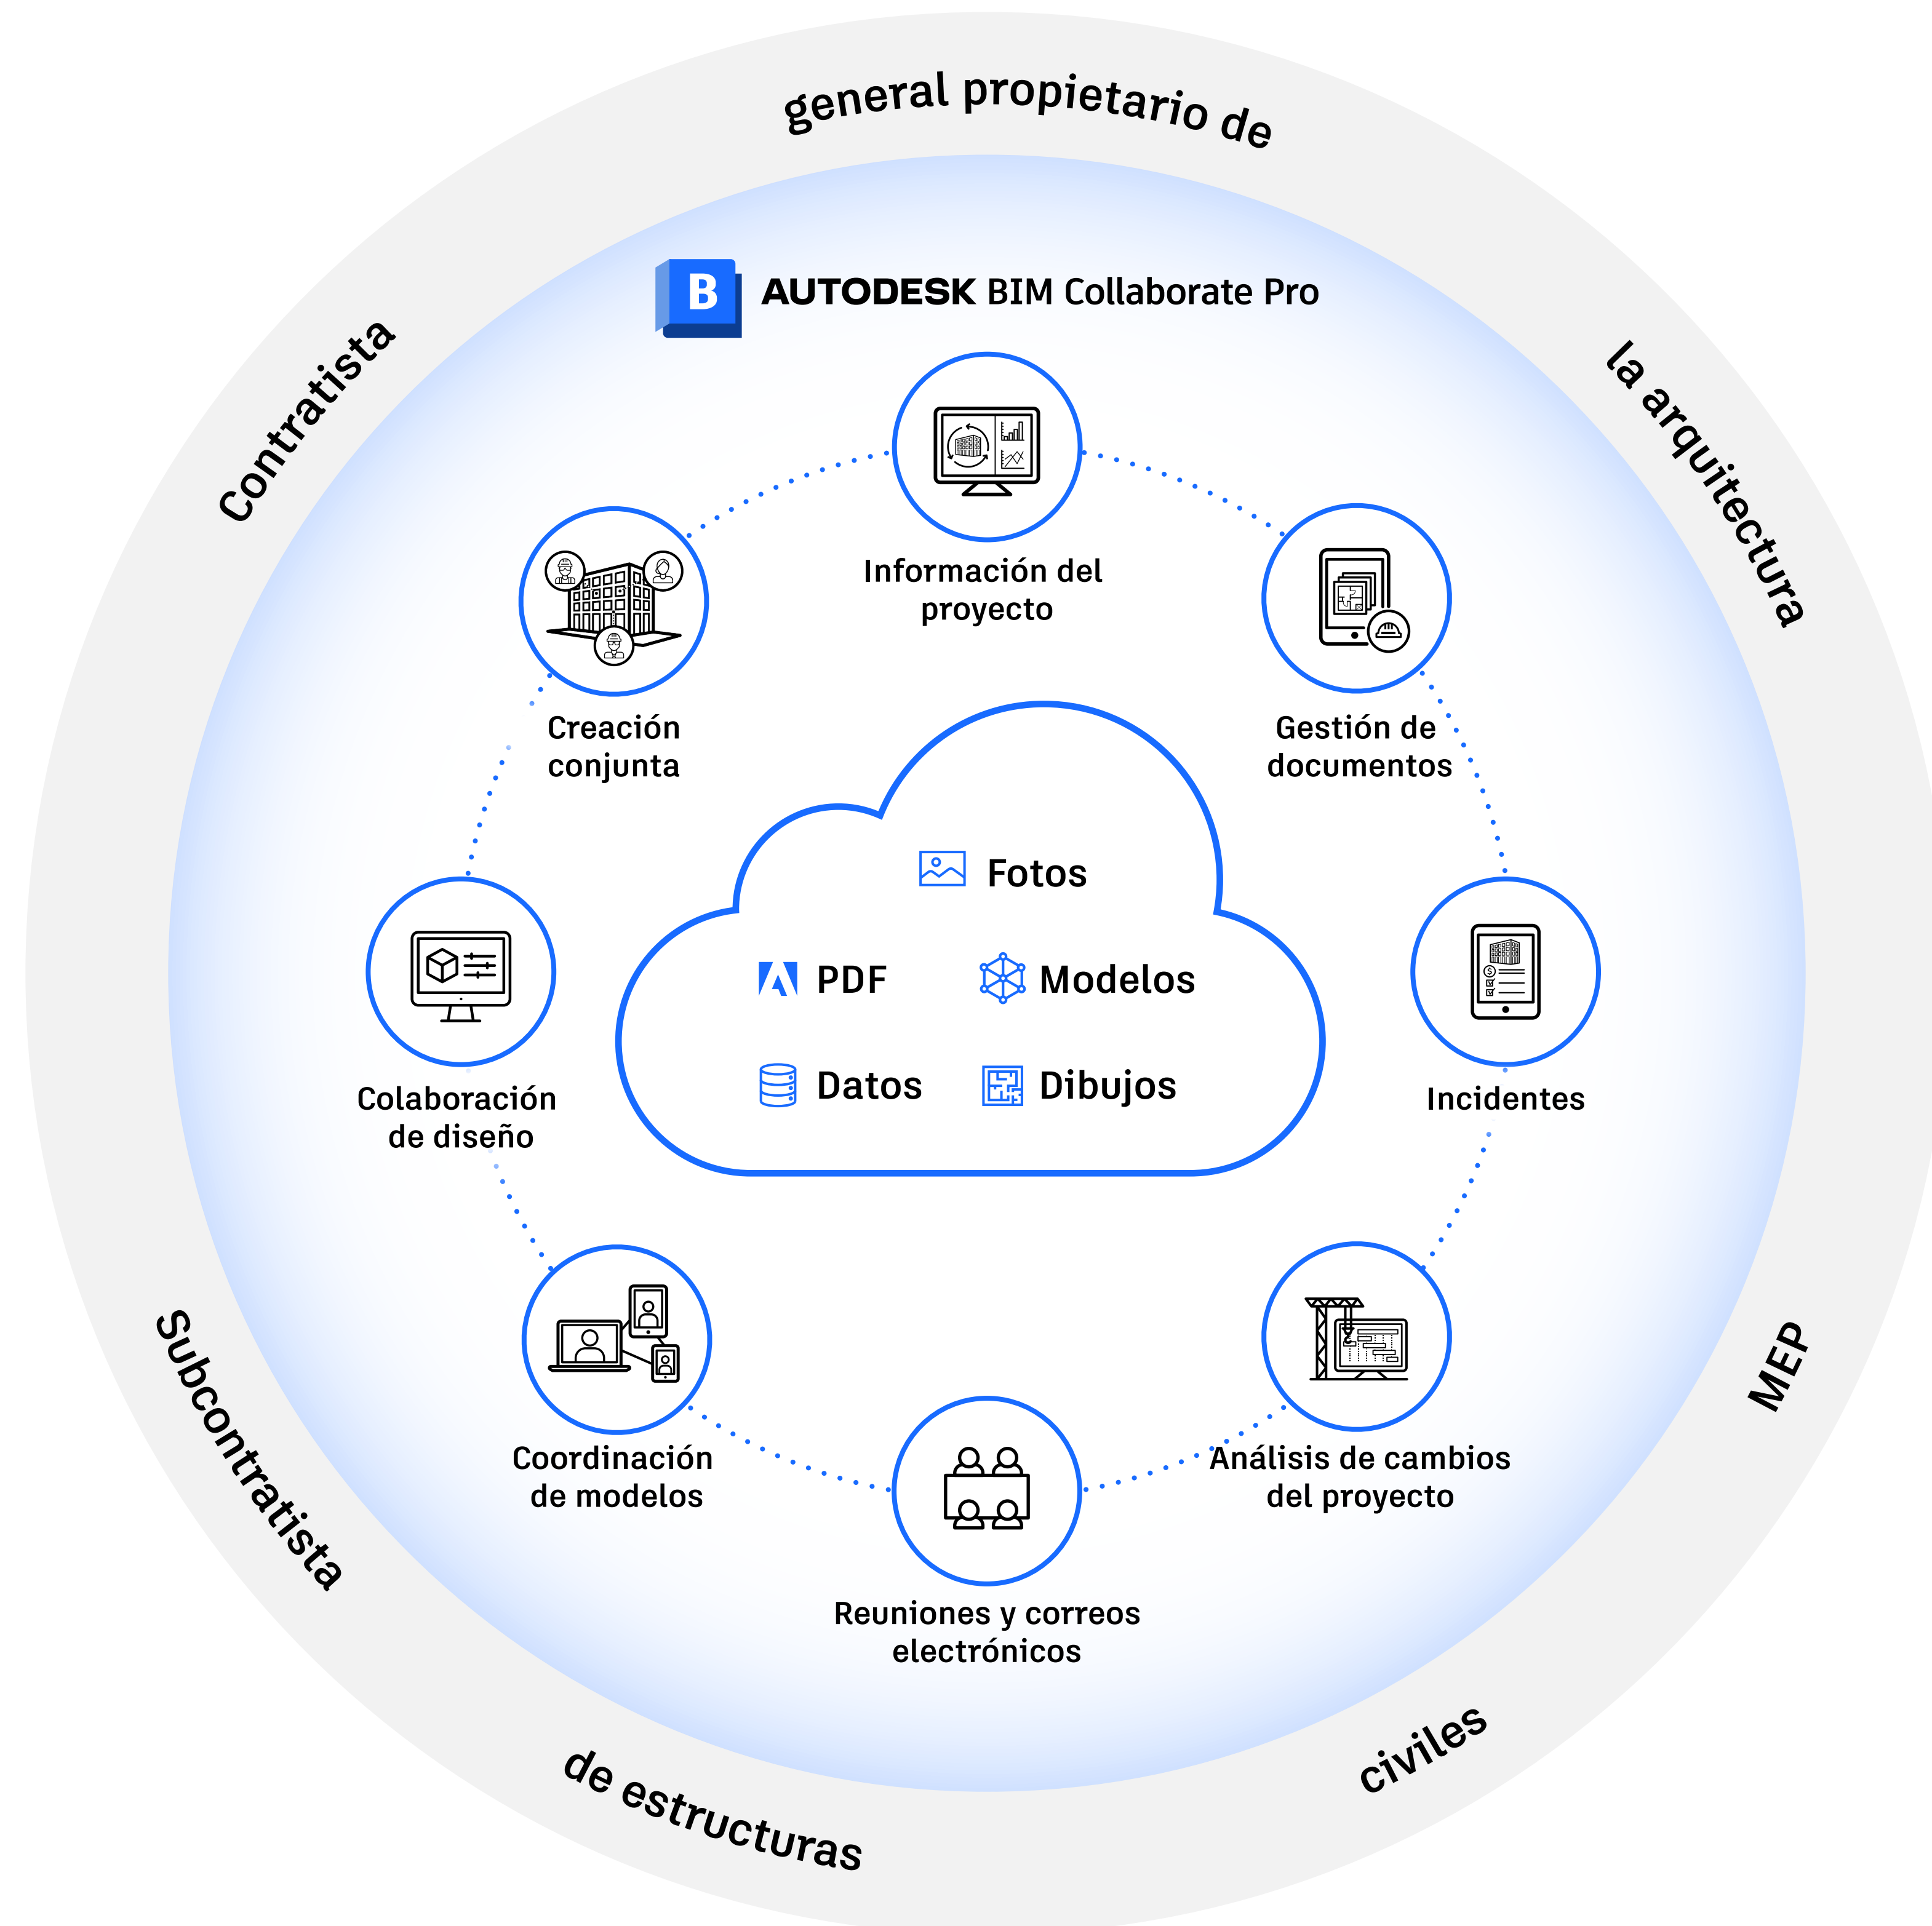 general propietario de
Contratista
la arquitectura
B
AUTODESK BIM Collaborate Pro
Información del
proyecto
Creación
conjunta
Gestión de
documentos
Fotos
PDF
Modelos
Datos
Dibujos
Colaboración
de diseño
Incidentes
Coordinación
de modelos
Análisis de cambios
del proyecto
Reuniones y correos
electrónicos
Subcontratista
MEP
de estructuras
civiles